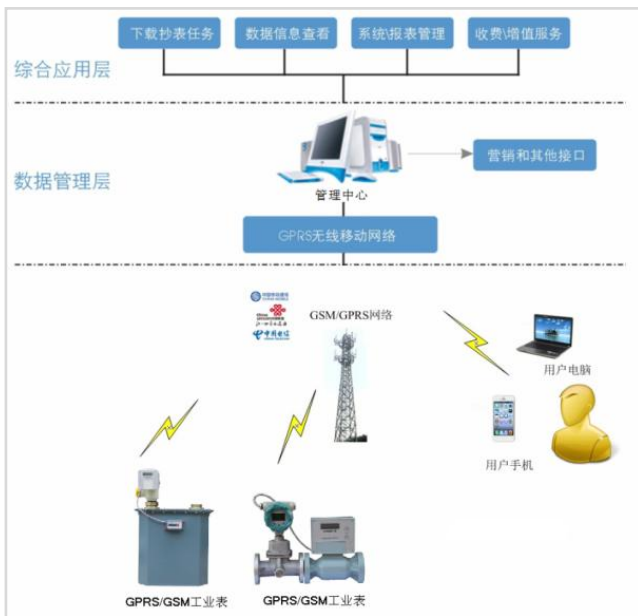 下载抄表任务
数据信息查看
系统\报表管理
收费\增值服务
综合应用层
数据管理层
管理中心
营销和其他接口
GPRS无线移动网络
GSM/GPRS网络
中国电信
用户电脑
用户手机
GPRS/GSM工业表
GPRS/GSM工业表